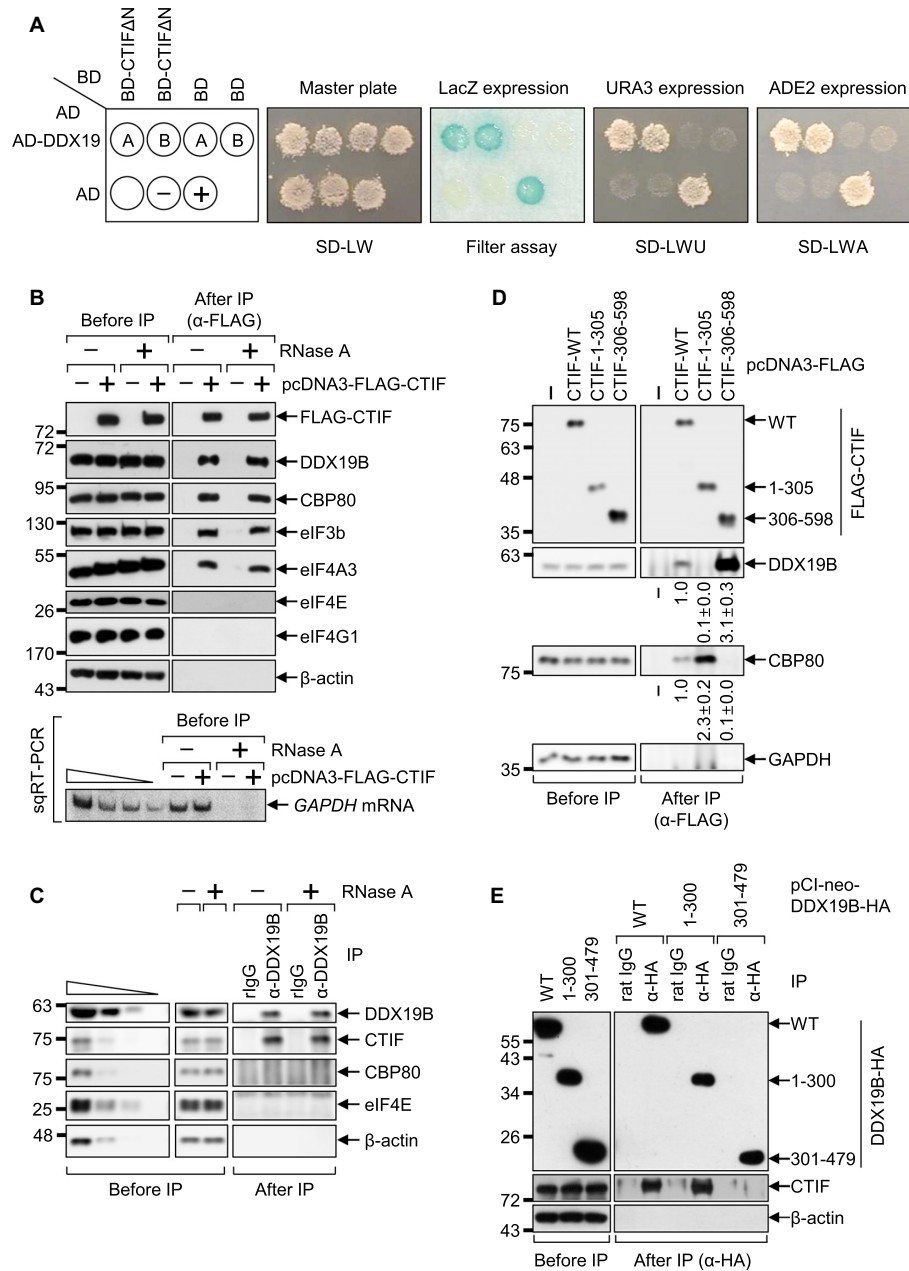 A
BD
BD-CTIFΔN
BD-CTIFΔN
BD
BD
AD
AD-DDX19
A
B
A
B
AD
−
+
Master plate
LacZ expression
URA3 expression
ADE2 expression
SD-LW
Filter assay
SD-LWU
SD-LWA
B
Before IP
After IP
(α-FLAG)
− + − + RNase A
− + − + − + − + pcDNA3-FLAG-CTIF
72
FLAG-CTIF
72
DDX19B
95
CBP80
130
eIF3b
55
eIF4A3
26
eIF4E
170
eIF4G1
43
β-actin
sqRT-PCR
Before IP
− + RNase A
− + − + pcDNA3-FLAG-CTIF
GAPDH mRNA
C
− + − + RNase A
rIgG
α-DDX19B
rIgG
α-DDX19B
IP
63
DDX19B
75
CTIF
75
CBP80
25
eIF4E
48
β-actin
Before IP
After IP
D
−
CTIF-WT
CTIF-1-305
CTIF-306-598
−
CTIF-WT
CTIF-1-305
CTIF-306-598
pcDNA3-FLAG
75
63
48
35
WT
1-305
306-598
FLAG-CTIF
63
DDX19B
−
1.0
0.1±0.0
3.1±0.3
75
CBP80
−
1.0
2.3±0.2
0.1±0.0
35
GAPDH
Before IP
After IP
(α-FLAG)
E
WT
1-300
301-479
pCI-neo-
DDX19B-HA
WT
1-300
301-479
rat IgG
α-HA
rat IgG
α-HA
rat IgG
α-HA
IP
55
43
34
26
WT
1-300
301-479
DDX19B-HA
72
CTIF
43
β-actin
Before IP
After IP (α-HA)